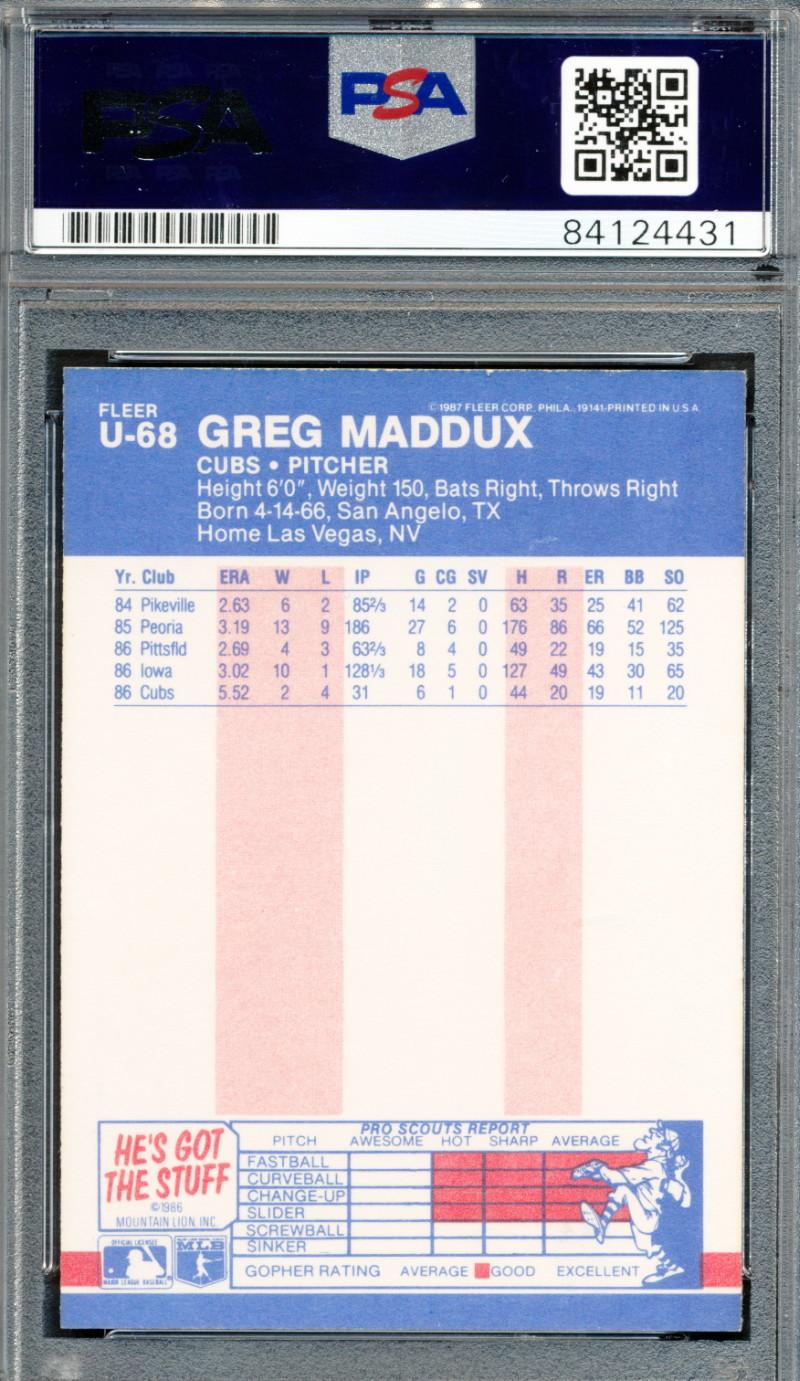 PSA
PSA
84124431
FLEER
U-68 GREG MADDUX
©1987 FLEER CORP. PHILA., 19141-PRINTED IN U.S.A.
CUBS • PITCHER
Height 6'0", Weight 150, Bats Right, Throws Right
Born 4-14-66, San Angelo, TX
Home Las Vegas, NV
Yr. Club ERA W L IP G CG SV H R ER BB SO
84 Pikeville 2.63 6 2 85⅔ 14 2 0 63 35 25 41 62
85 Peoria 3.19 13 9 186 27 6 0 176 86 66 52 125
86 Pittsfld 2.69 4 3 63⅔ 8 4 0 49 22 19 15 35
86 Iowa 3.02 10 1 128⅓ 18 5 0 127 49 43 30 65
86 Cubs 5.52 2 4 31 6 1 0 44 20 19 11 20
HE'S GOT
THE STUFF
©1986
MOUNTAIN LION, INC.
PRO SCOUTS REPORT
PITCH AWESOME HOT SHARP AVERAGE
FASTBALL
CURVEBALL
CHANGE-UP
SLIDER
SCREWBALL
SINKER
GOPHER RATING AVERAGE GOOD EXCELLENT
OFFICIAL LICENSEE
MAJOR LEAGUE BASEBALL
MLB